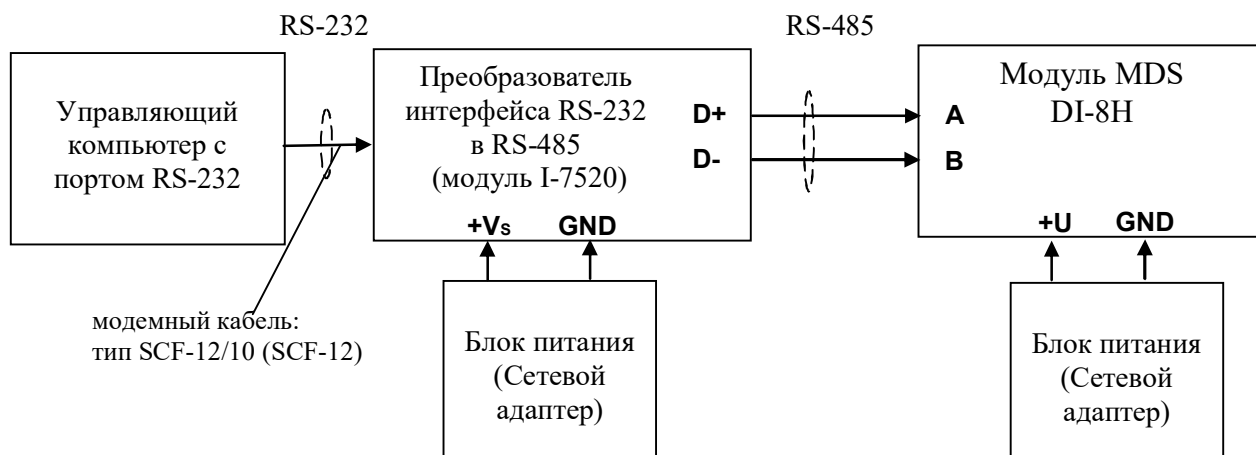 RS-232
RS-485
Управляющий
компьютер с
портом RS-232
Преобразователь
интерфейса RS-232
в RS-485
(модуль I-7520)
D+
D-
+Vs
GND
Модуль MDS
DI-8H
A
B
+U
GND
модемный кабель:
тип SCF-12/10 (SCF-12)
Блок питания
(Сетевой
адаптер)
Блок питания
(Сетевой
адаптер)